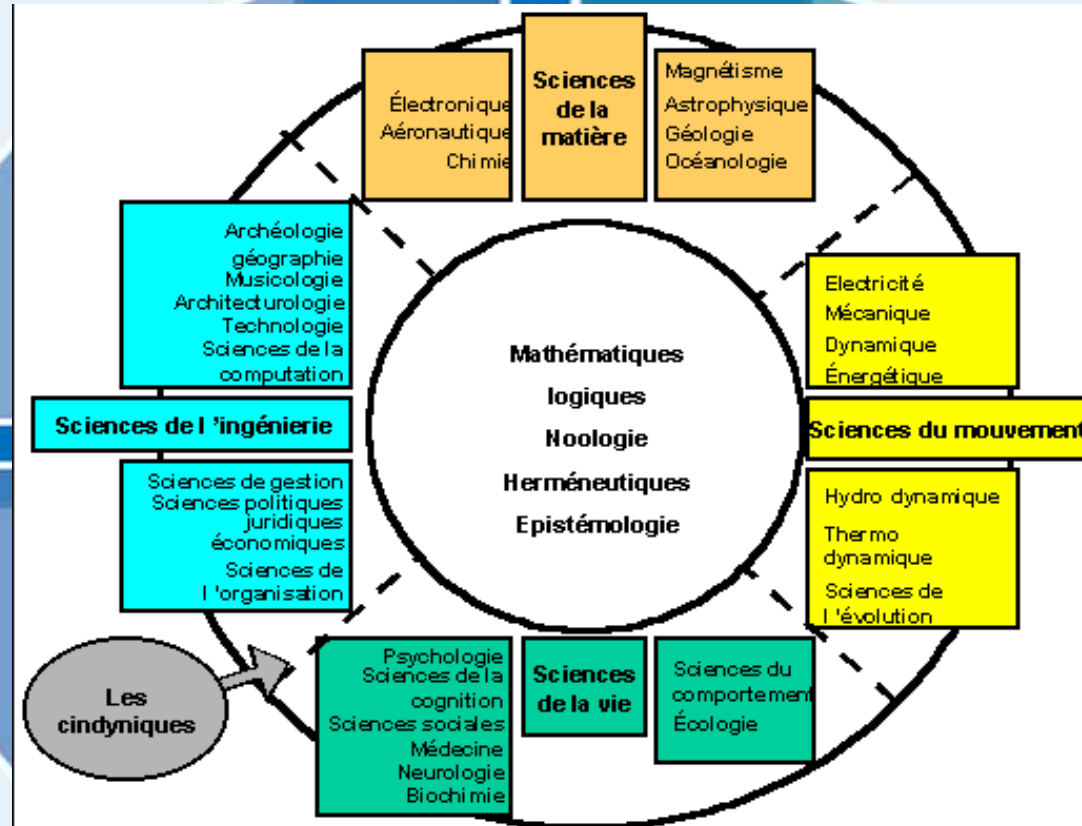 Électronique
Aéronautique
Chimie
Sciences
de la
matière
Magnétisme
Astrophysique
Géologie
Océanologie
Archéologie
géographie
Musicologie
Architecturologie
Technologie
Sciences de la
computation
Sciences de l 'ingénierie
Sciences de gestion
Sciences politiques
juridiques
économiques
Sciences de
l 'organisation
Mathématiques
logiques
Noologie
Herméneutiques
Epistémologie
Electricité
Mécanique
Dynamique
Énergétique
Sciences du mouvement
Hydro dynamique
Thermo
dynamique
Sciences de
l 'évolution
Les
cindyniques
Psychologie
Sciences de la
cognition
Sciences sociales
Médecine
Neurologie
Biochimie
Sciences
de la vie
Sciences du
comportement
Écologie